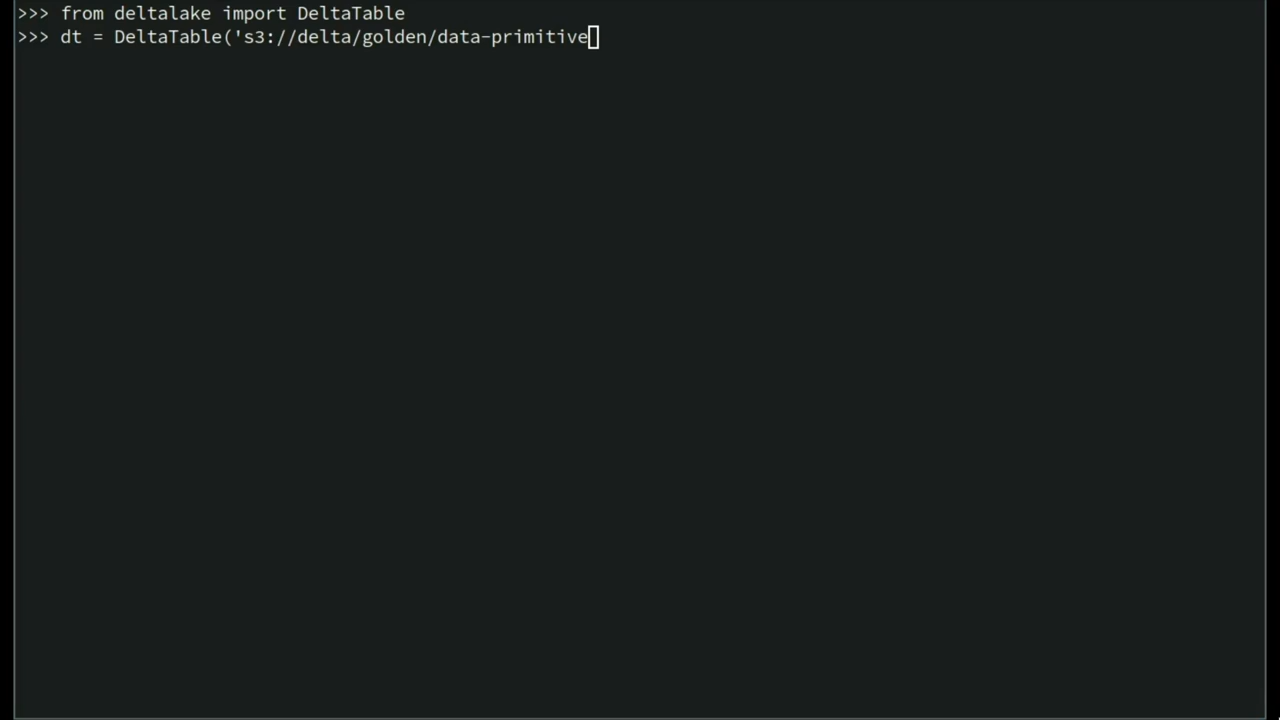 >>> from deltalake import DeltaTable
>>> dt = DeltaTable('s3://delta/golden/data-primitive